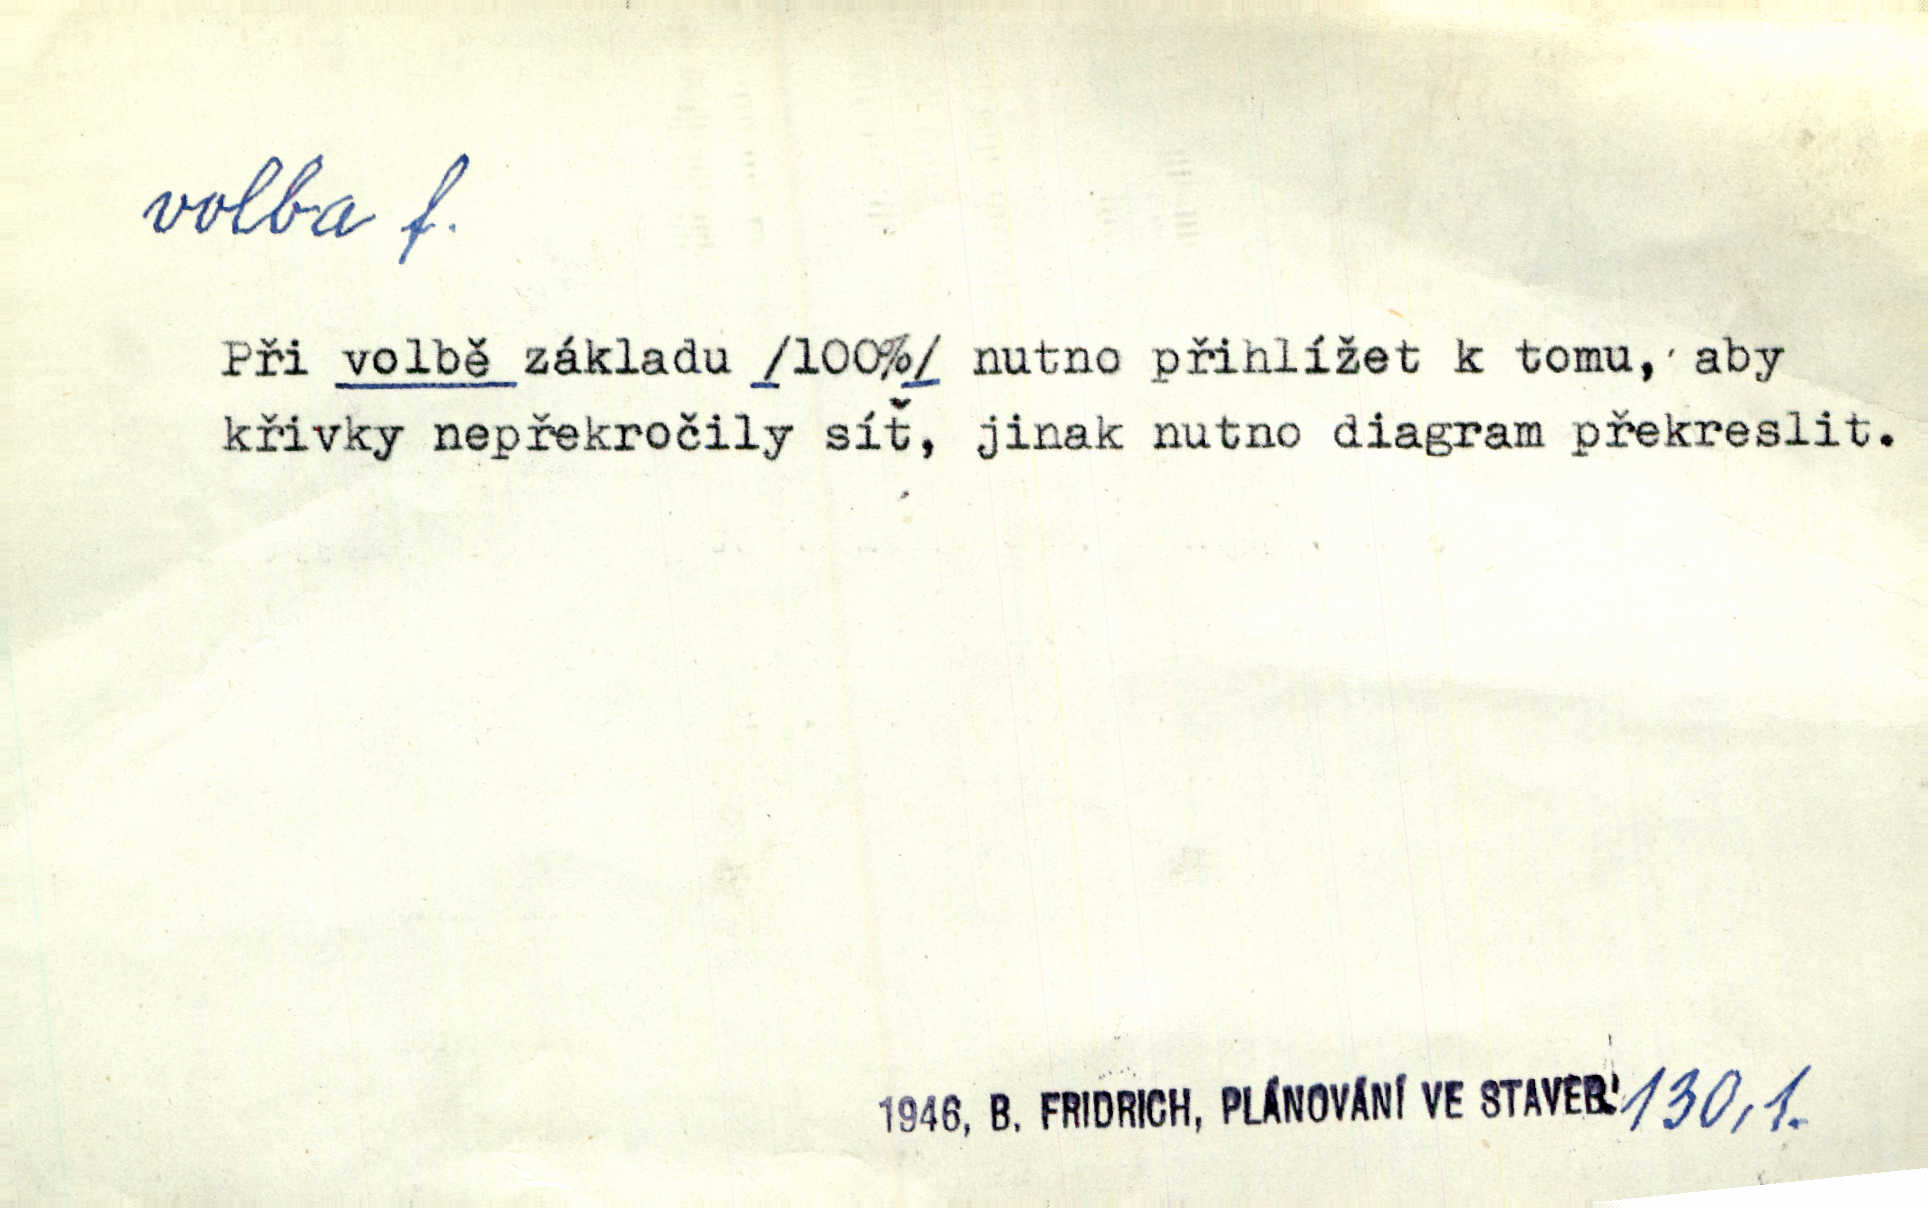 volba f.
Při volbě základu /100%/ nutno přihlížet k tomu, aby
křivky nepřekročily síť, jinak nutno diagram překreslit.
1946, B. FRIDRICH, PLÁNOVÁNÍ VE STAVEB. 130,1.